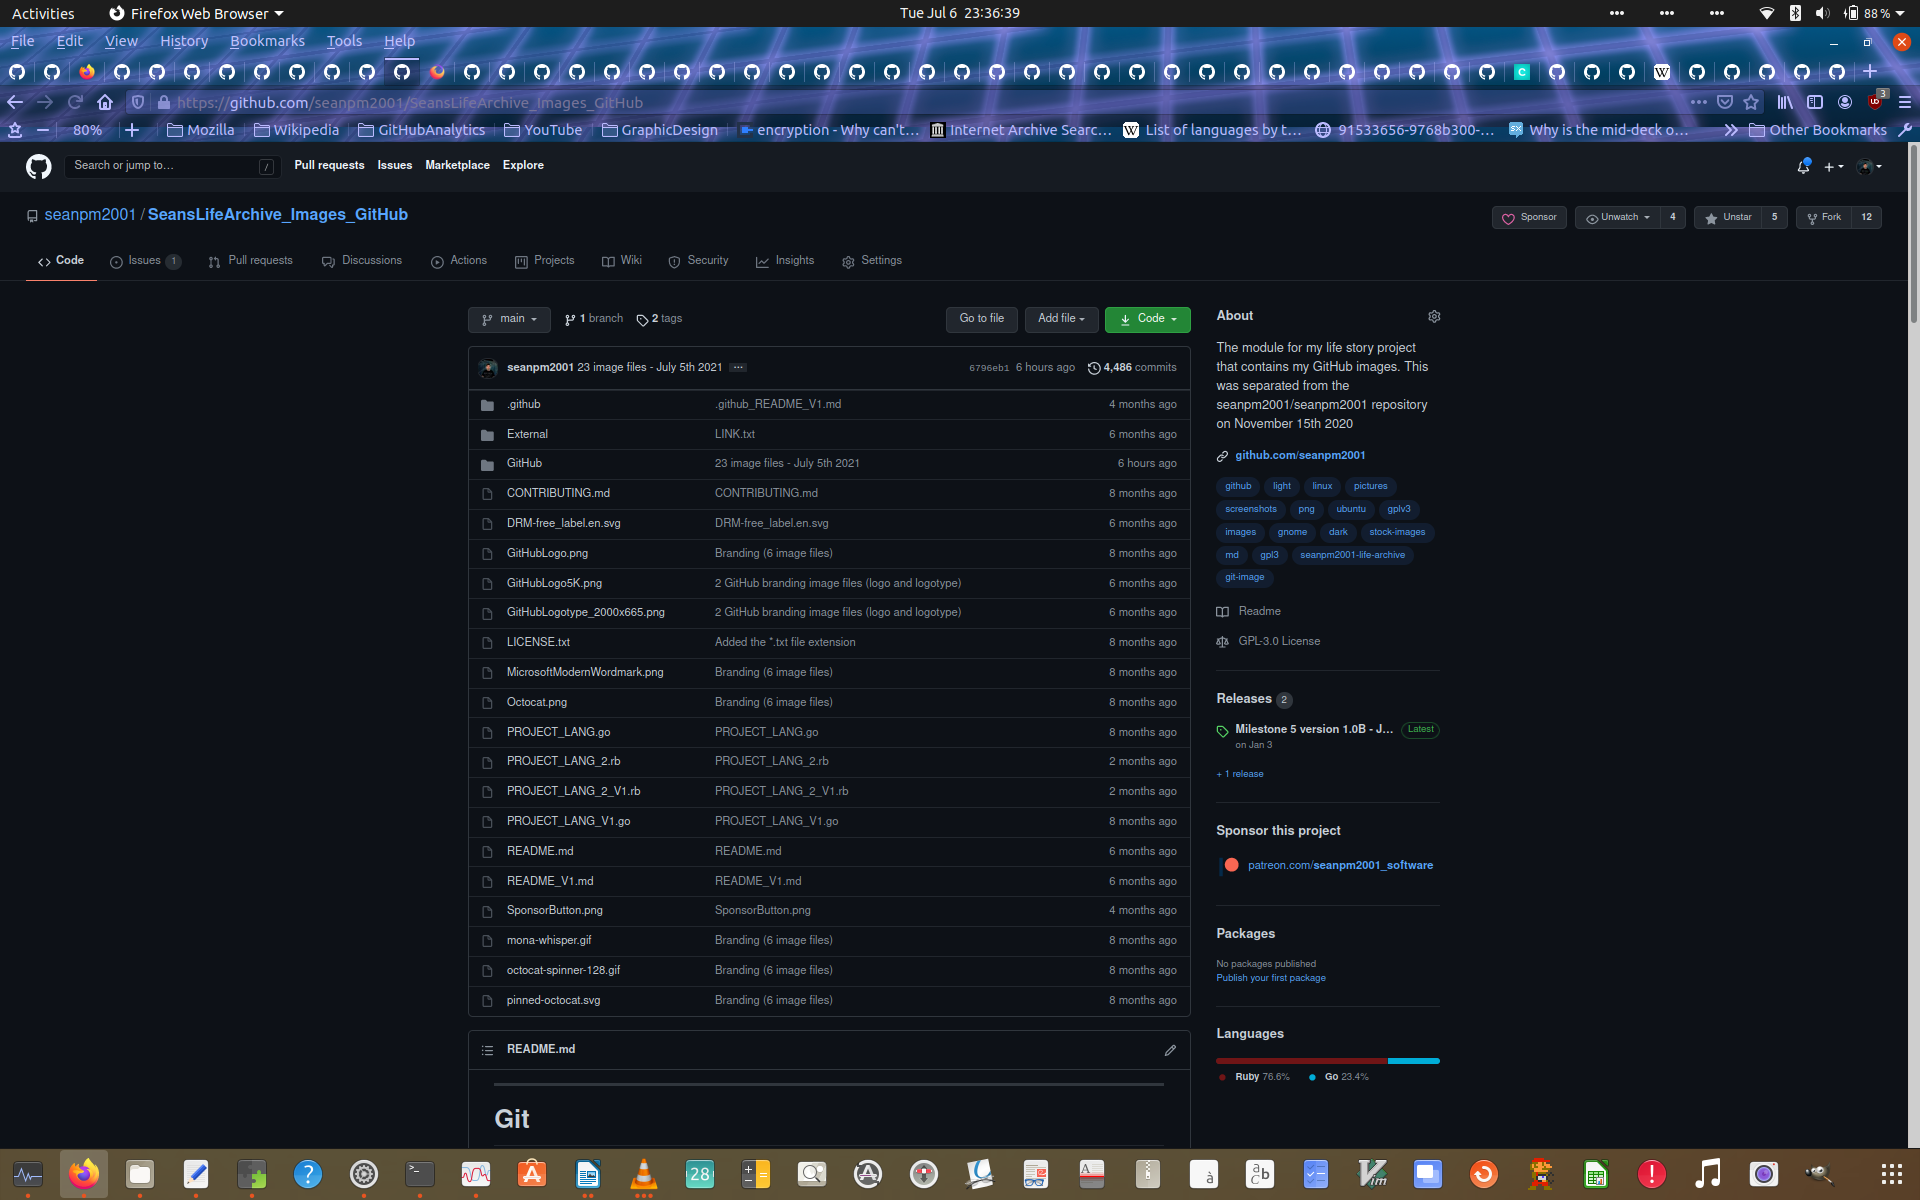 Activities Firefox Web Browser Tue Jul 6 23:36:39 88%
File Edit View History Bookmarks Tools Help
https://github.com/seanpm2001/SeansLifeArchive_Images_GitHub 3
80% Mozilla Wikipedia GitHubAnalytics YouTube GraphicDesign encryption - Why can't… Internet Archive Searc… List of languages by t… 91533656-9768b300-… Why is the mid-deck o… Other Bookmarks
Search or jump to… / Pull requests Issues Marketplace Explore
seanpm2001 / SeansLifeArchive_Images_GitHub Sponsor Unwatch 4 Unstar 5 Fork 12
Code Issues 1 Pull requests Discussions Actions Projects Wiki Security Insights Settings
main 1 branch 2 tags Go to file Add file Code
seanpm2001 23 image files - July 5th 2021 ... 6796eb1 6 hours ago 4,486 commits
.github .github_README_V1.md 4 months ago
External LINK.txt 6 months ago
GitHub 23 image files - July 5th 2021 6 hours ago
CONTRIBUTING.md CONTRIBUTING.md 8 months ago
DRM-free_label.en.svg DRM-free_label.en.svg 6 months ago
GitHubLogo.png Branding (6 image files) 8 months ago
GitHubLogo5K.png 2 GitHub branding image files (logo and logotype) 6 months ago
GitHubLogotype_2000x665.png 2 GitHub branding image files (logo and logotype) 6 months ago
LICENSE.txt Added the *.txt file extension 8 months ago
MicrosoftModernWordmark.png Branding (6 image files) 8 months ago
Octocat.png Branding (6 image files) 8 months ago
PROJECT_LANG.go PROJECT_LANG.go 8 months ago
PROJECT_LANG_2.rb PROJECT_LANG_2.rb 2 months ago
PROJECT_LANG_2_V1.rb PROJECT_LANG_2_V1.rb 2 months ago
PROJECT_LANG_V1.go PROJECT_LANG_V1.go 8 months ago
README.md README.md 6 months ago
README_V1.md README_V1.md 6 months ago
SponsorButton.png SponsorButton.png 4 months ago
mona-whisper.gif Branding (6 image files) 8 months ago
octocat-spinner-128.gif Branding (6 image files) 8 months ago
pinned-octocat.svg Branding (6 image files) 8 months ago
README.md
Git
About
The module for my life story project
that contains my GitHub images. This
was separated from the
seanpm2001/seanpm2001 repository
on November 15th 2020
github.com/seanpm2001
github light linux pictures
screenshots png ubuntu gplv3
images gnome dark stock-images
md gpl3 seanpm2001-life-archive
git-image
Readme
GPL-3.0 License
Releases 2
Milestone 5 version 1.0B - J... Latest
on Jan 3
+ 1 release
Sponsor this project
patreon.com/seanpm2001_software
Packages
No packages published
Publish your first package
Languages
Ruby 76.6% Go 23.4%
28